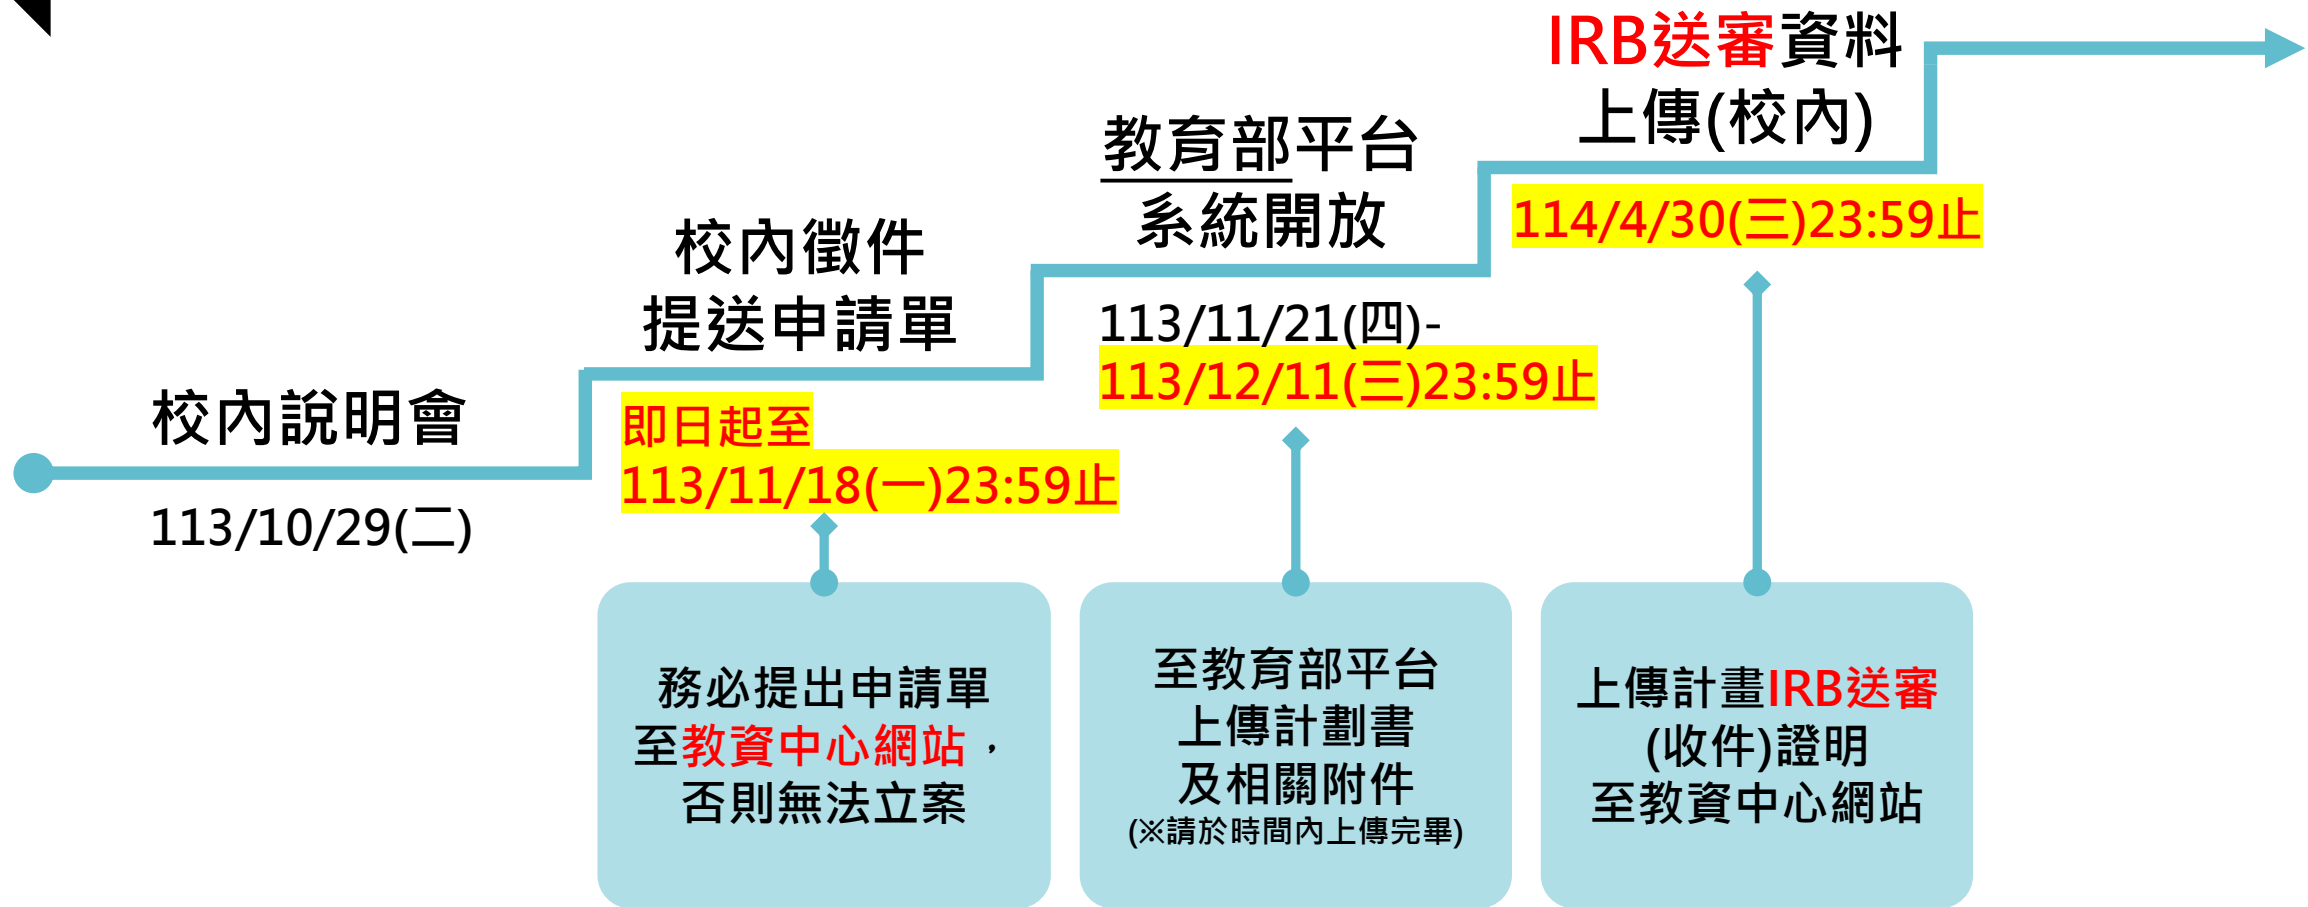 校內說明會
113/10/29(二)
校內徵件
提送申請單
即日起至
113/11/18(一)23:59止
務必提出申請單
至教資中心網站，
否則無法立案
教育部平台
系統開放
113/11/21(四)-
113/12/11(三)23:59止
至教育部平台
上傳計劃書
及相關附件
(※請於時間內上傳完畢)
IRB送審資料
上傳(校內)
114/4/30(三)23:59止
上傳計畫IRB送審
(收件)證明
至教資中心網站